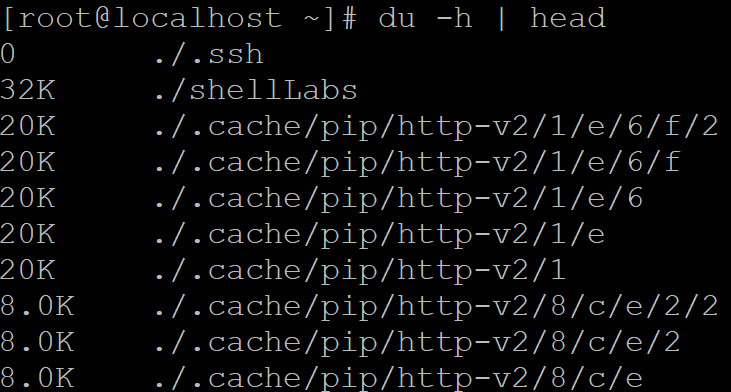 [root@localhost ~]# du -h | head
0       ./.ssh
32K     ./shellLabs
20K     ./.cache/pip/http-v2/1/e/6/f/2
20K     ./.cache/pip/http-v2/1/e/6/f
20K     ./.cache/pip/http-v2/1/e/6
20K     ./.cache/pip/http-v2/1/e
20K     ./.cache/pip/http-v2/1
8.0K    ./.cache/pip/http-v2/8/c/e/2/2
8.0K    ./.cache/pip/http-v2/8/c/e/2
8.0K    ./.cache/pip/http-v2/8/c/e